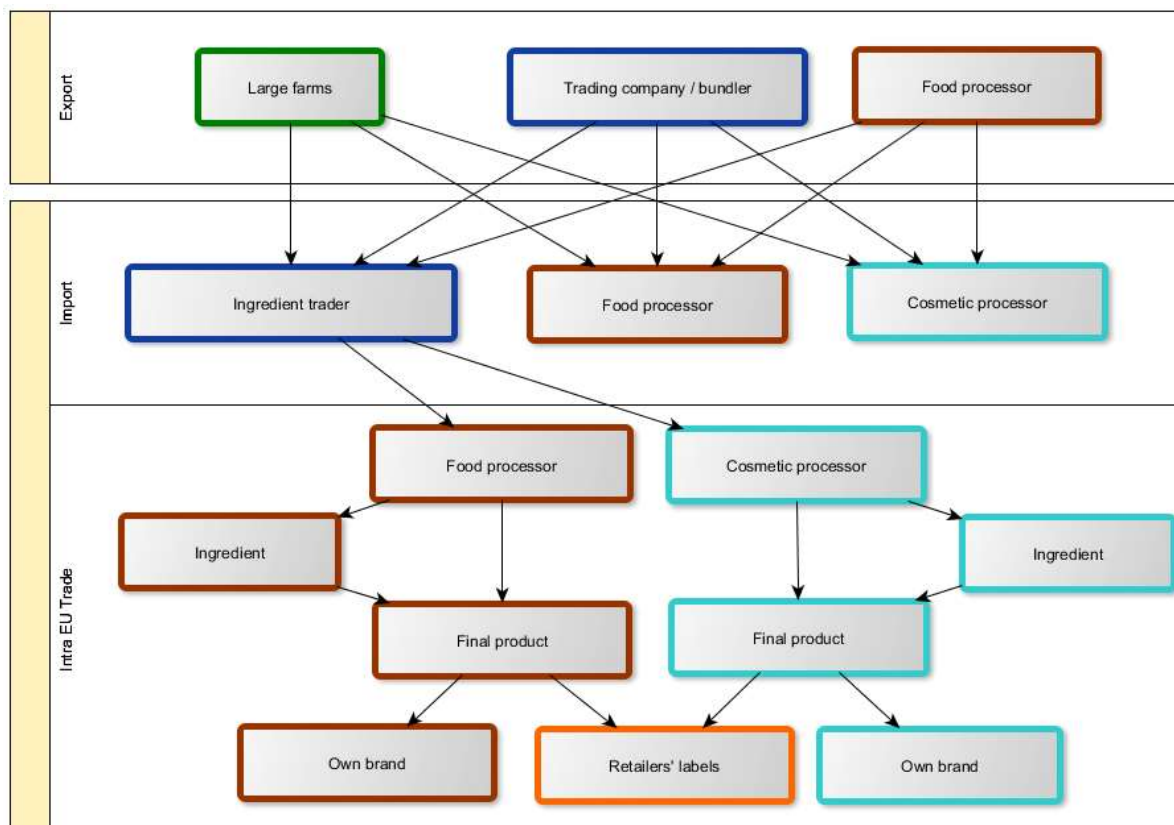 Export
Large farms
Trading company / bundler
Food processor
Import
Ingredient trader
Food processor
Cosmetic processor
Intra EU Trade
Food processor
Cosmetic processor
Ingredient
Ingredient
Final product
Final product
Own brand
Retailers' labels
Own brand